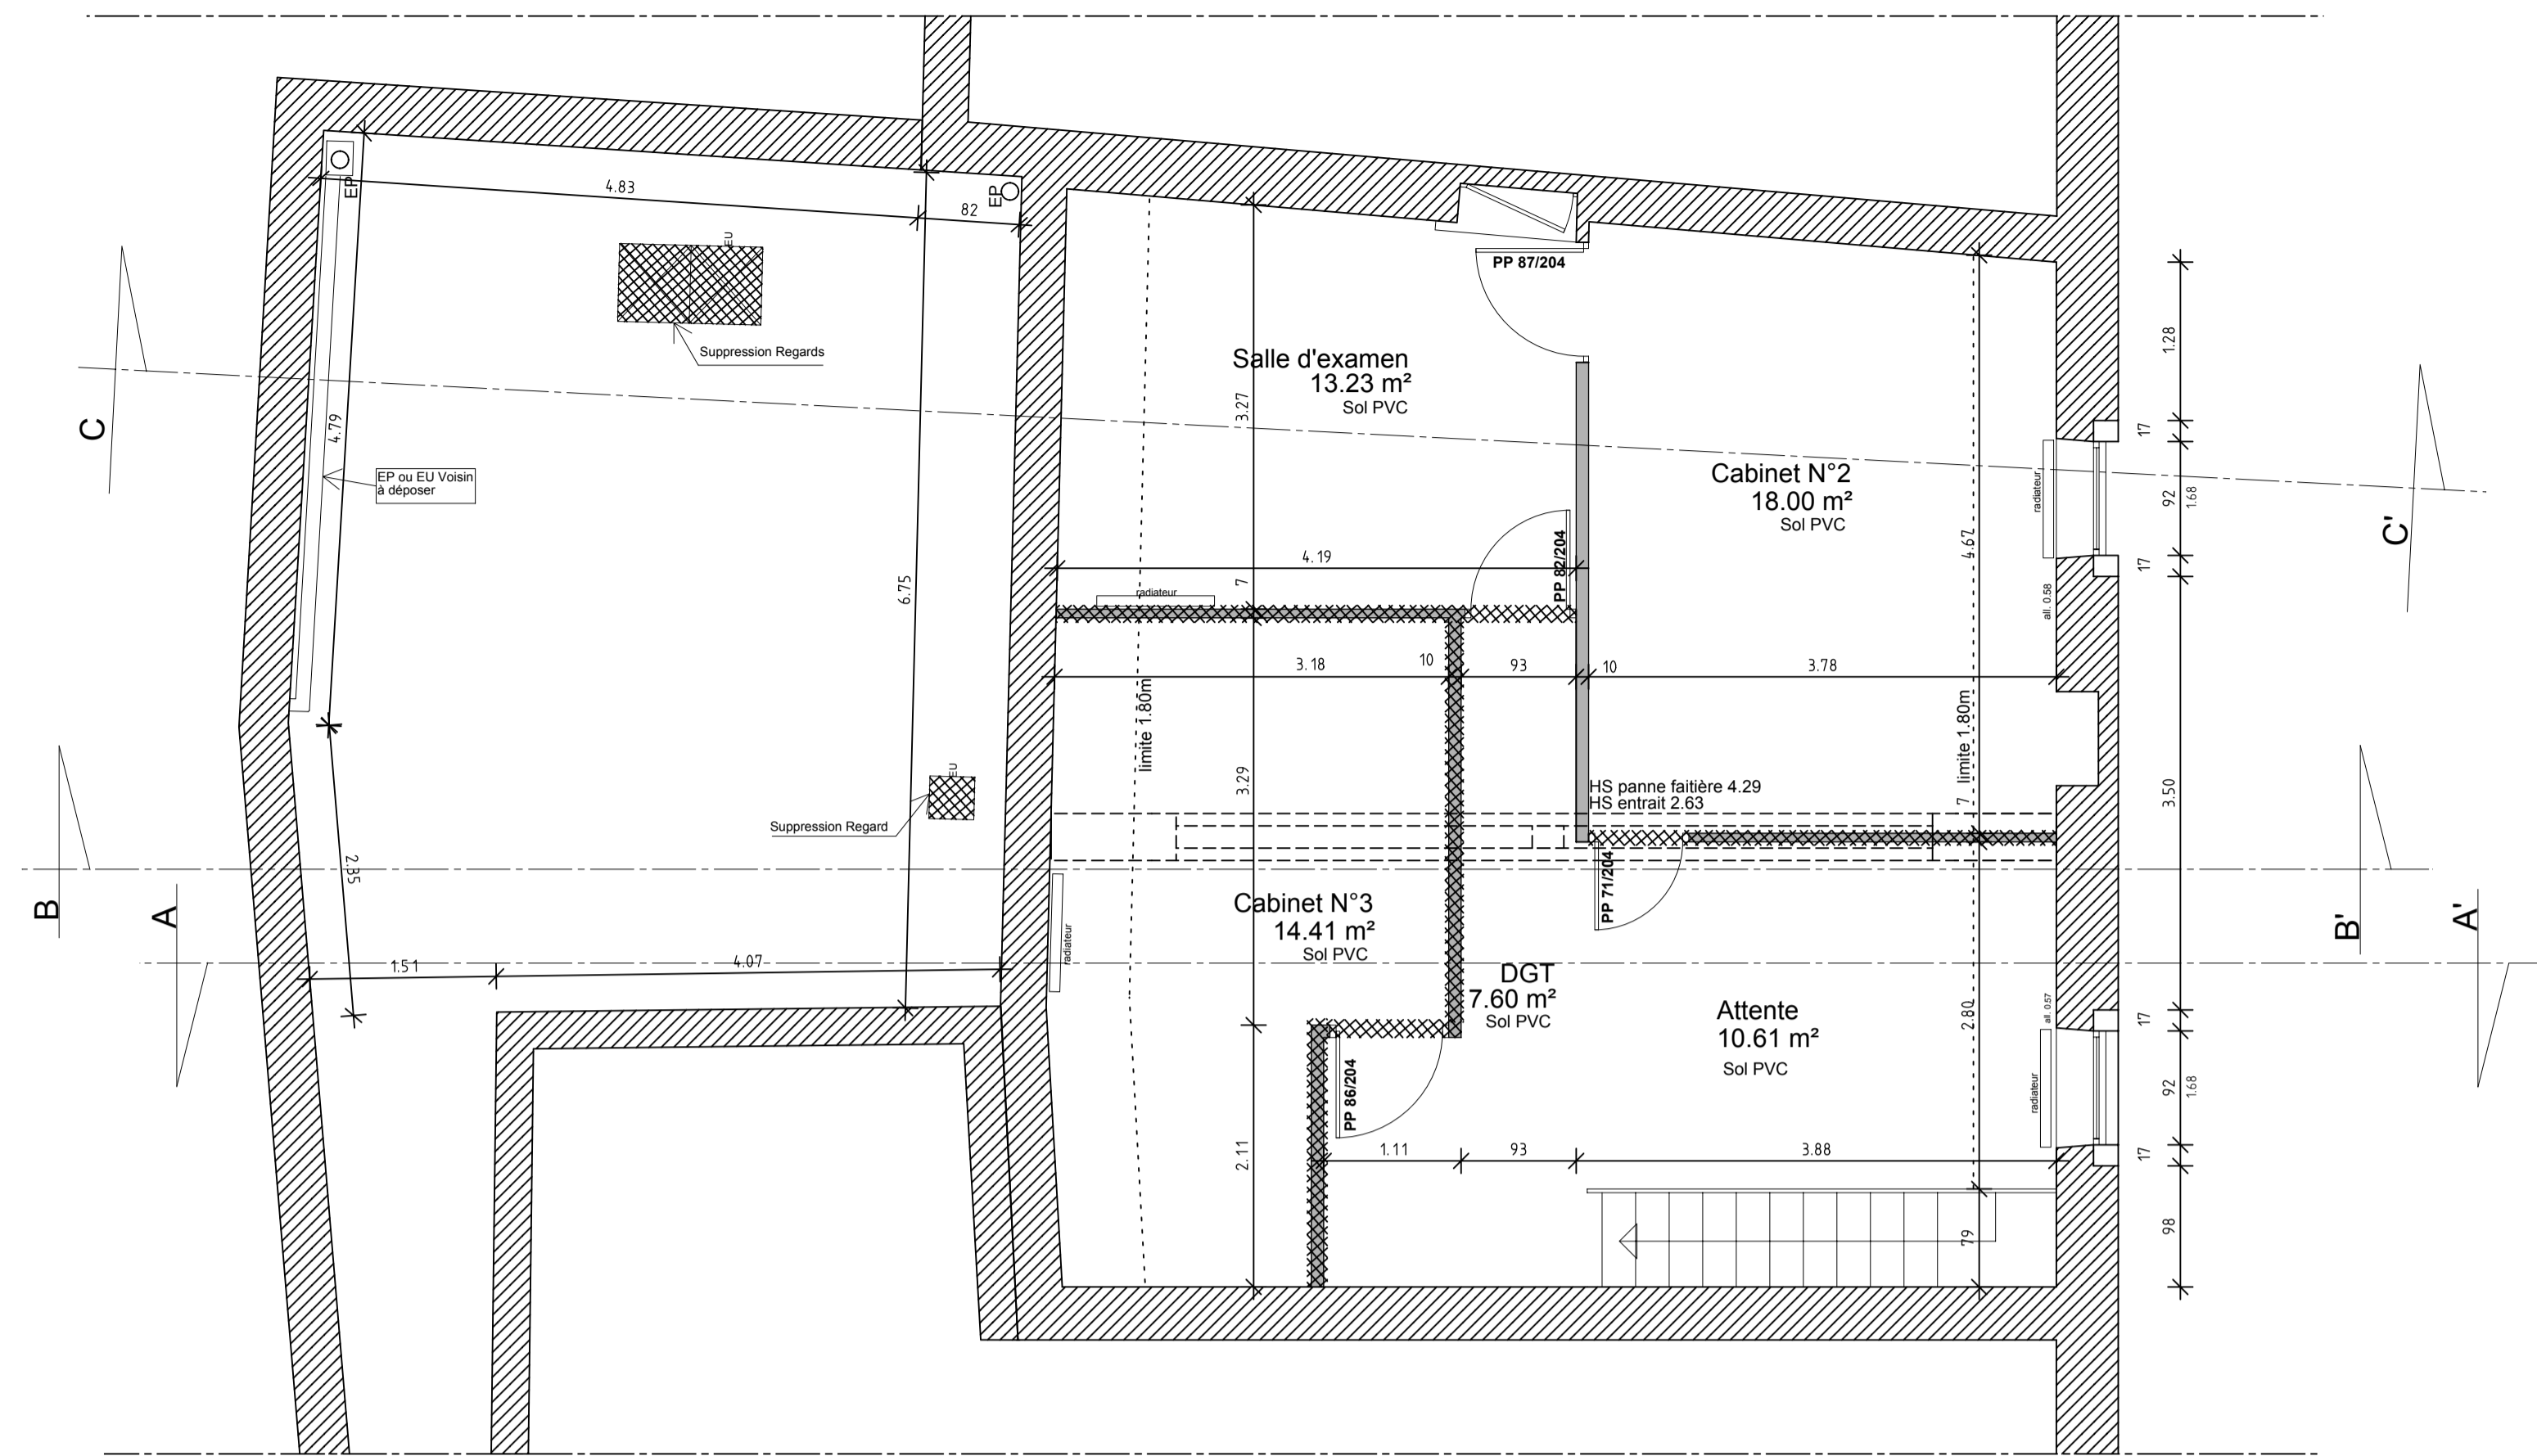 EP
4.83
82
EP
EU
Suppression Regards
C
4.79
EP ou EU Voisin
à déposer
6.75
EU
Suppression Regard
2.85
B
A
1.51
4.07
PP 87/204
Salle d'examen
13.23 m²
Sol PVC
3.27
Cabinet N°2
18.00 m²
Sol PVC
4.19
7
PP 82/204
radiateur
4.67
radiateur
all. 0.58
3.18
10
93
10
3.78
limite 1.80m
limite 1.80m
3.29
HS panne faitière 4.29
HS entrait 2.63
7
PP 71/204
Cabinet N°3
14.41 m²
Sol PVC
radiateur
DGT
7.60 m²
Sol PVC
Attente
10.61 m²
Sol PVC
2.80
all. 0.57
radiateur
PP 86/204
2.11
1.11
93
3.88
79
1.28
17
92
1.68
17
3.50
17
92
1.68
17
98
C'
B'
A'